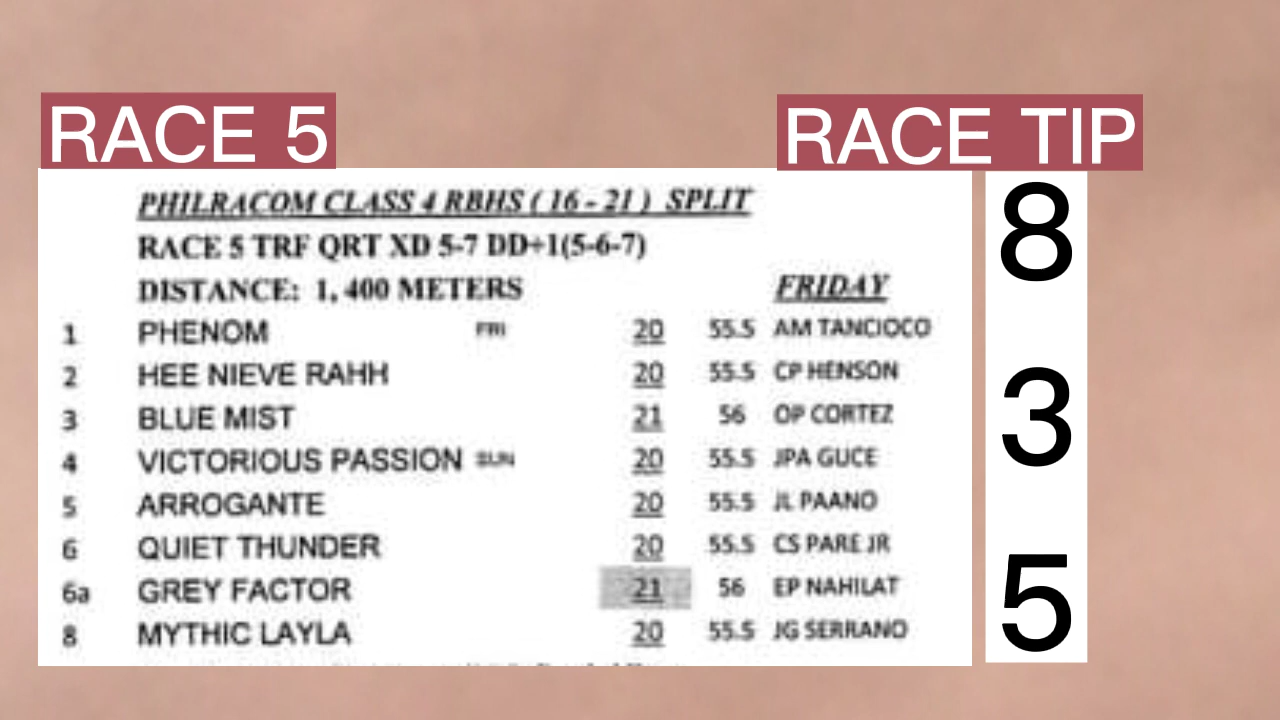 RACE 5
RACE TIP
PHILRACOM CLASS 4 RBHS ( 16 - 21 ) SPLIT
RACE 5 TRF QRT XD 5-7 DD+1(5-6-7)
DISTANCE: 1, 400 METERS FRIDAY
1 PHENOM FRI 20 55.5 AM TANCIOCO
2 HEE NIEVE RAHH 20 55.5 CP HENSON
3 BLUE MIST 21 56 OP CORTEZ
4 VICTORIOUS PASSION SUN 20 55.5 JPA GUCE
5 ARROGANTE 20 55.5 JL PAANO
6 QUIET THUNDER 20 55.5 CS PARE JR
6a GREY FACTOR 21 56 EP NAHILAT
8 MYTHIC LAYLA 20 55.5 JG SERRANO
8
3
5